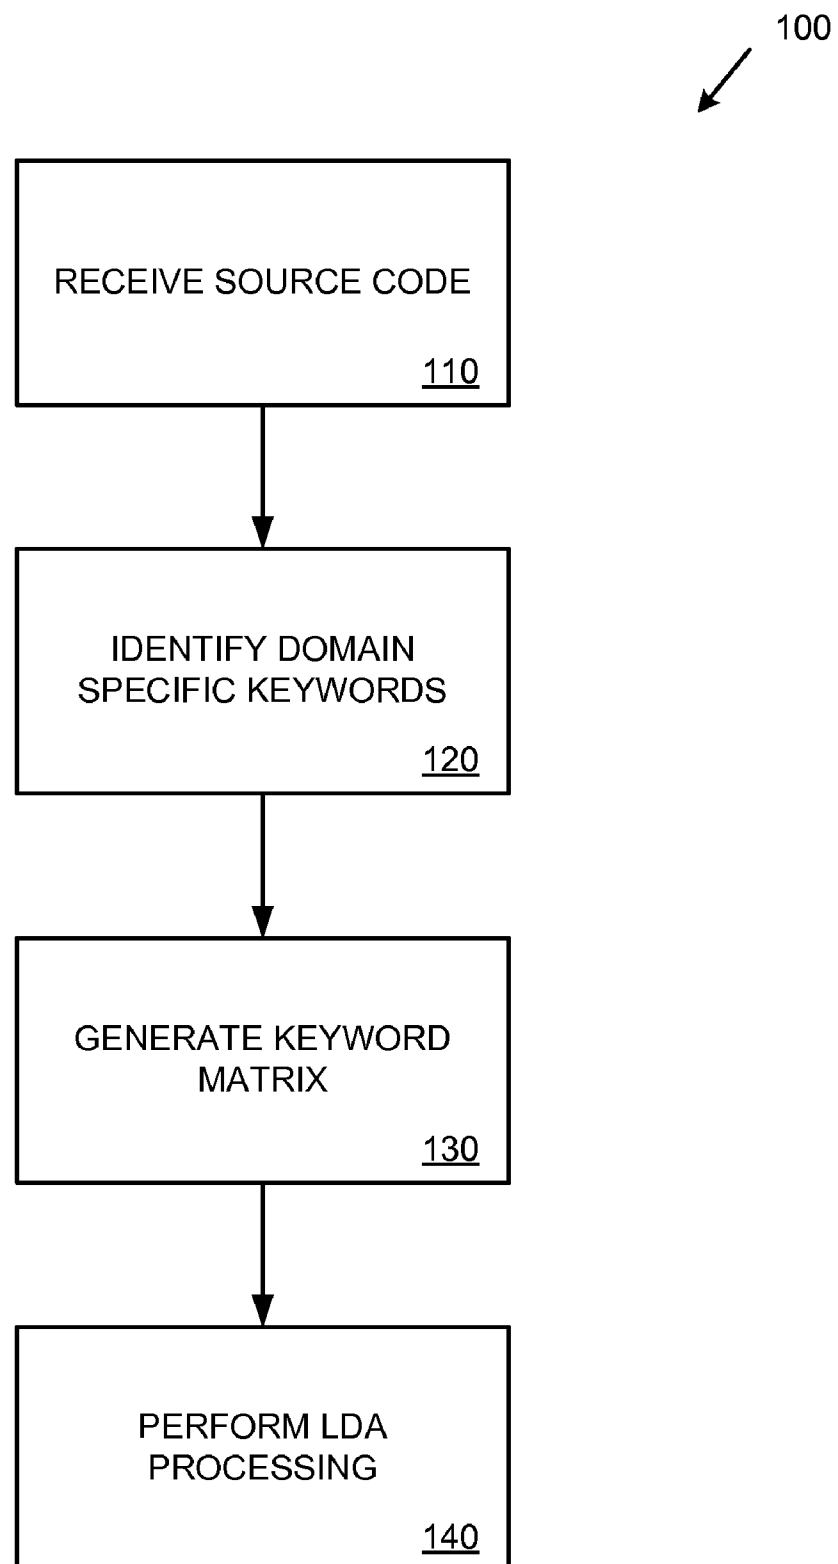 100
RECEIVE SOURCE CODE
110
IDENTIFY DOMAIN
SPECIFIC KEYWORDS
120
GENERATE KEYWORD
MATRIX
130
PERFORM LDA
PROCESSING
140